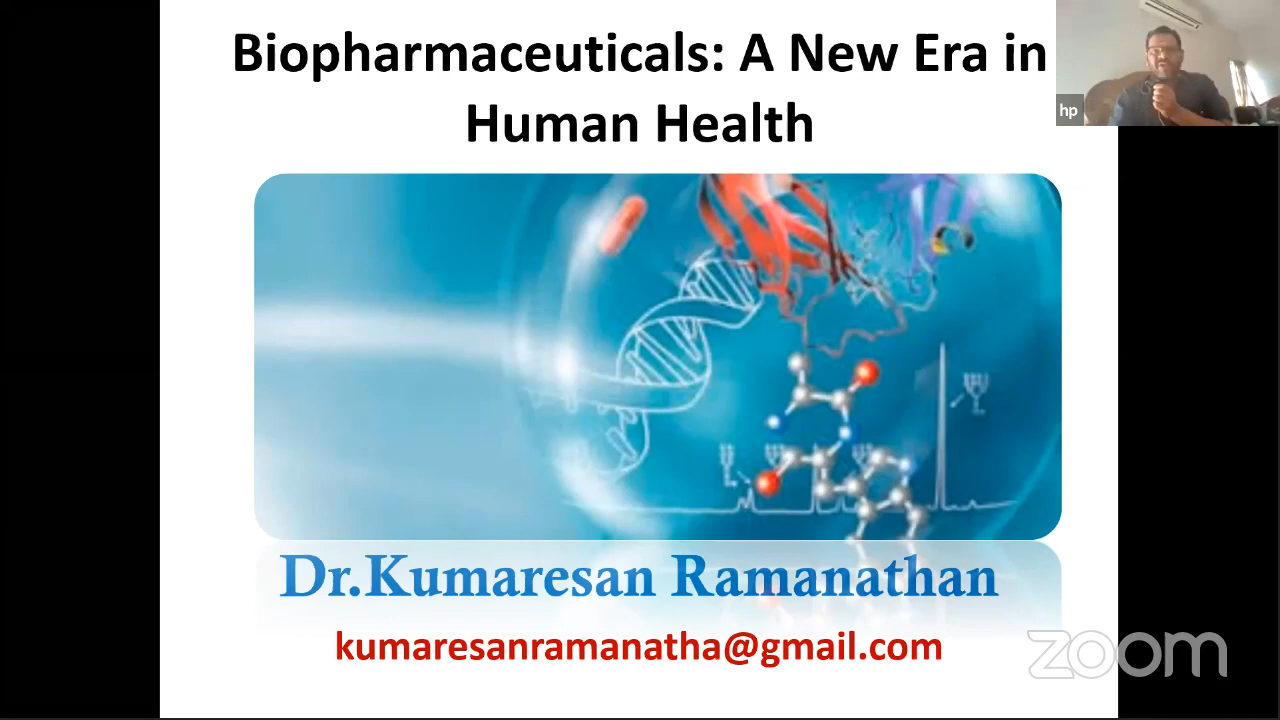 Biopharmaceuticals: A New Era in
Human Health
hp
Dr.Kumaresan Ramanathan
kumaresanramanatha@gmail.com
zoom